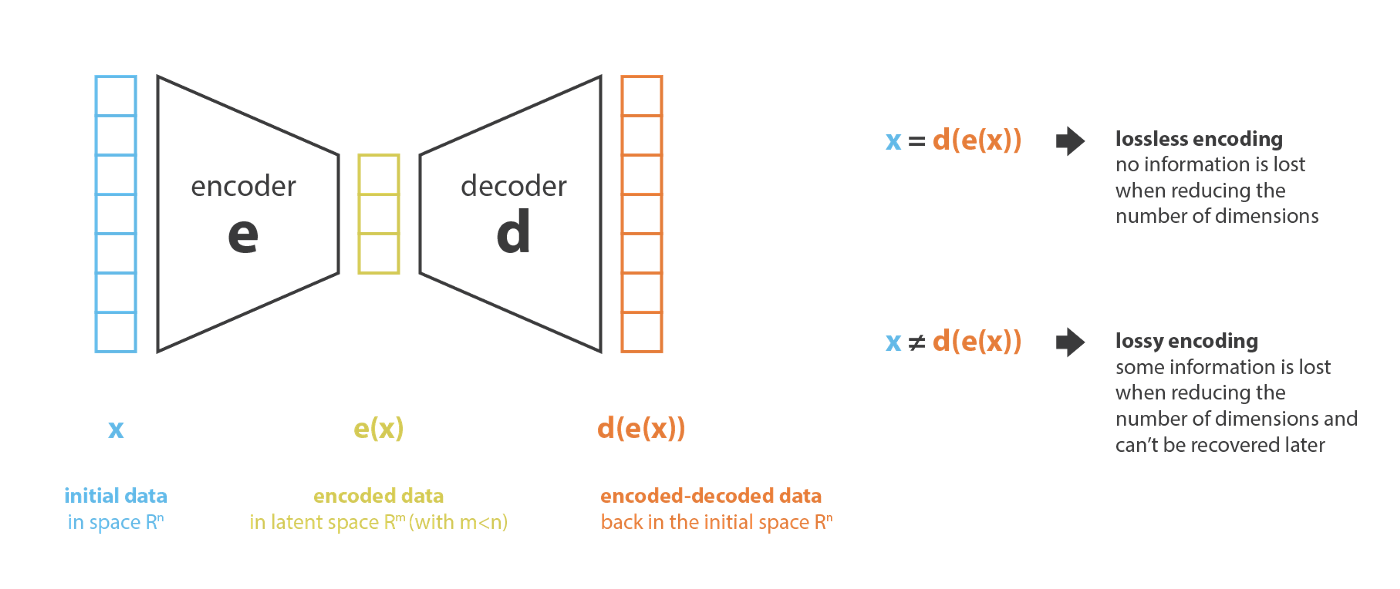 encoder
e
decoder
d
x = d(e(x))
lossless encoding
no information is lost
when reducing the
number of dimensions
x ≠ d(e(x))
lossy encoding
some information is lost
when reducing the
number of dimensions and
can't be recovered later
x
e(x)
d(e(x))
initial data
in space Rⁿ
encoded data
in latent space Rᵐ (with m<n)
encoded-decoded data
back in the initial space Rⁿ